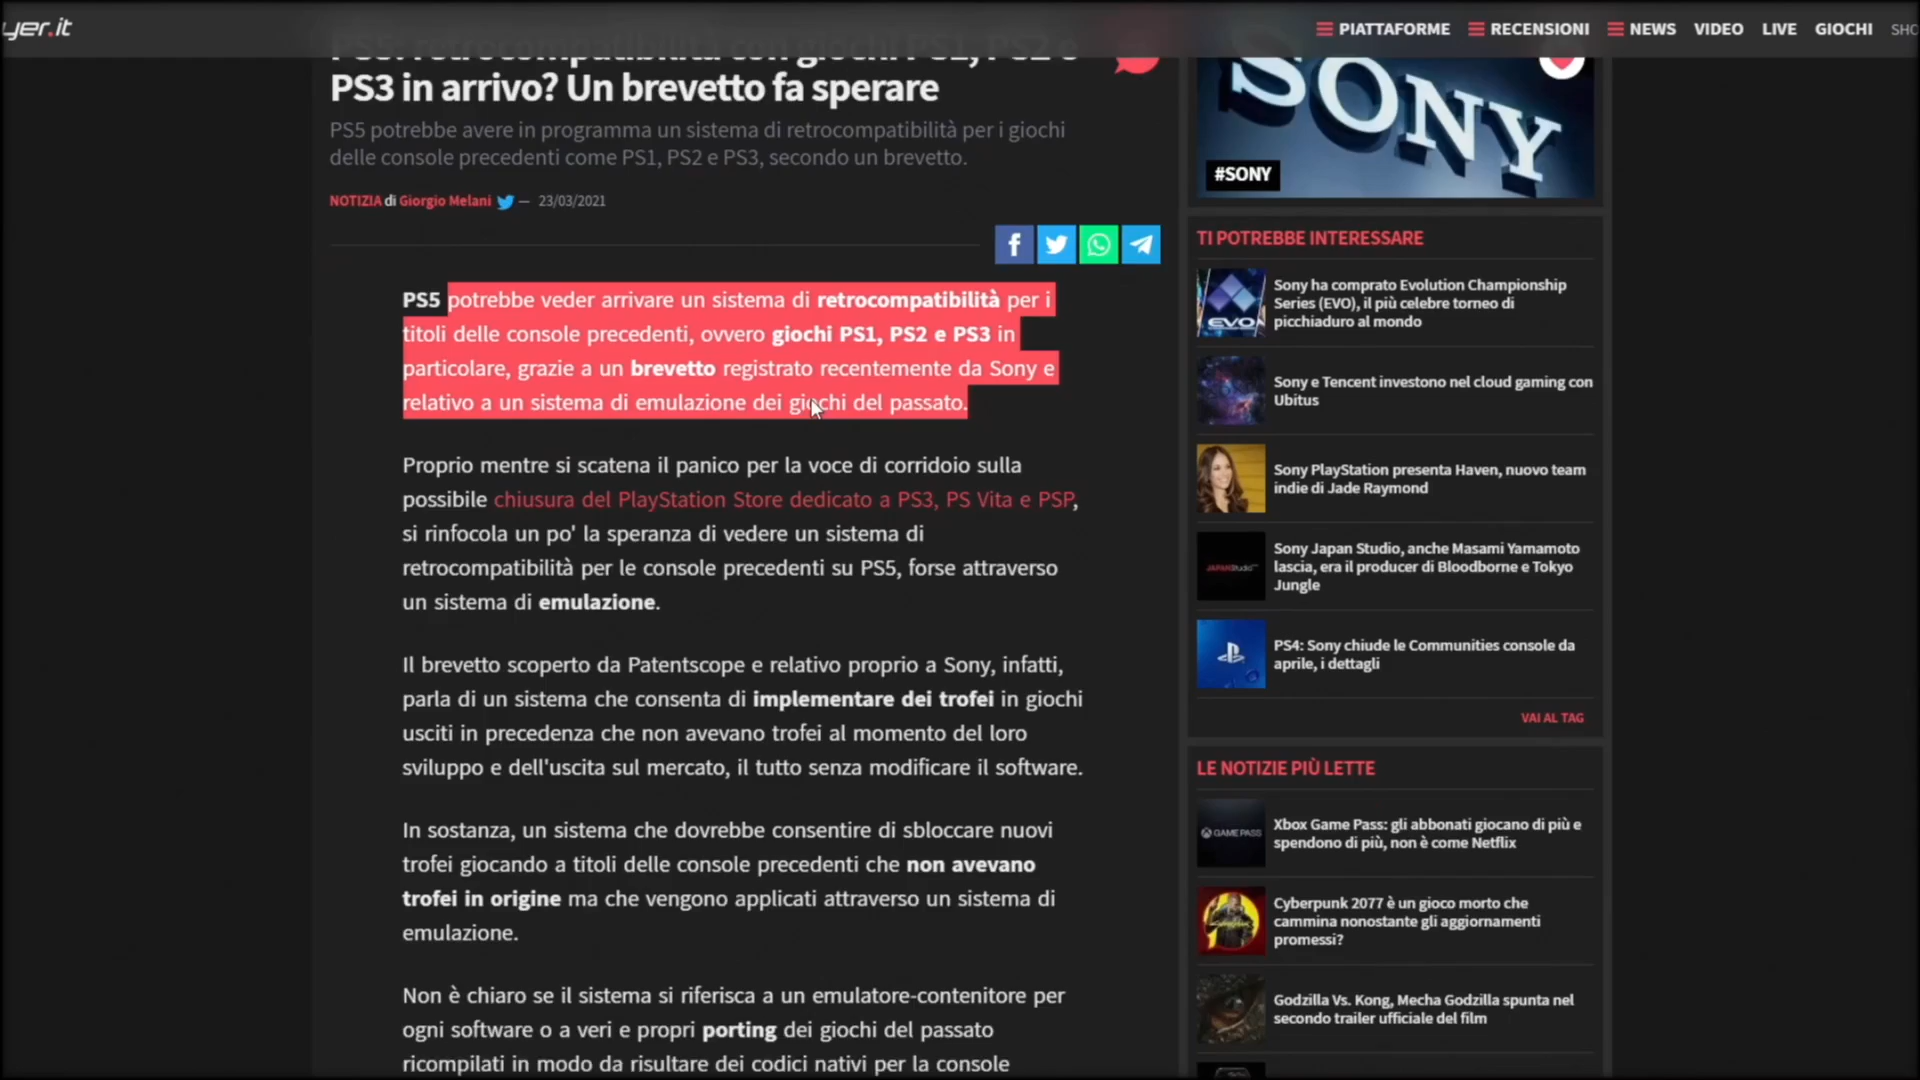 yer.it
PIATTAFORME
RECENSIONI
NEWS
VIDEO
LIVE
GIOCHI
SHO
PS5: retrocompatibilità con giochi PS1, PS2 e
PS3 in arrivo? Un brevetto fa sperare
PS5 potrebbe avere in programma un sistema di retrocompatibilità per i giochi
delle console precedenti come PS1, PS2 e PS3, secondo un brevetto.
NOTIZIA di Giorgio Melani — 23/03/2021
PS5 potrebbe veder arrivare un sistema di retrocompatibilità per i
titoli delle console precedenti, ovvero giochi PS1, PS2 e PS3 in
particolare, grazie a un brevetto registrato recentemente da Sony e
relativo a un sistema di emulazione dei giochi del passato.
Proprio mentre si scatena il panico per la voce di corridoio sulla
possibile chiusura del PlayStation Store dedicato a PS3, PS Vita e PSP,
si rinfocola un po' la speranza di vedere un sistema di
retrocompatibilità per le console precedenti su PS5, forse attraverso
un sistema di emulazione.
Il brevetto scoperto da Patentscope e relativo proprio a Sony, infatti,
parla di un sistema che consenta di implementare dei trofei in giochi
usciti in precedenza che non avevano trofei al momento del loro
sviluppo e dell'uscita sul mercato, il tutto senza modificare il software.
In sostanza, un sistema che dovrebbe consentire di sbloccare nuovi
trofei giocando a titoli delle console precedenti che non avevano
trofei in origine ma che vengono applicati attraverso un sistema di
emulazione.
Non è chiaro se il sistema si riferisca a un emulatore-contenitore per
ogni software o a veri e propri porting dei giochi del passato
ricompilati in modo da risultare dei codici nativi per la console
SONY
#SONY
TI POTREBBE INTERESSARE
EVO
Sony ha comprato Evolution Championship
Series (EVO), il più celebre torneo di
picchiaduro al mondo
Sony e Tencent investono nel cloud gaming con
Ubitus
Sony PlayStation presenta Haven, nuovo team
indie di Jade Raymond
JAPANStudio
Sony Japan Studio, anche Masami Yamamoto
lascia, era il producer di Bloodborne e Tokyo
Jungle
PS4: Sony chiude le Communities console da
aprile, i dettagli
VAI AL TAG
LE NOTIZIE PIÙ LETTE
GAME PASS
Xbox Game Pass: gli abbonati giocano di più e
spendono di più, non è come Netflix
Cyberpunk 2077 è un gioco morto che
cammina nonostante gli aggiornamenti
promessi?
Godzilla Vs. Kong, Mecha Godzilla spunta nel
secondo trailer ufficiale del film